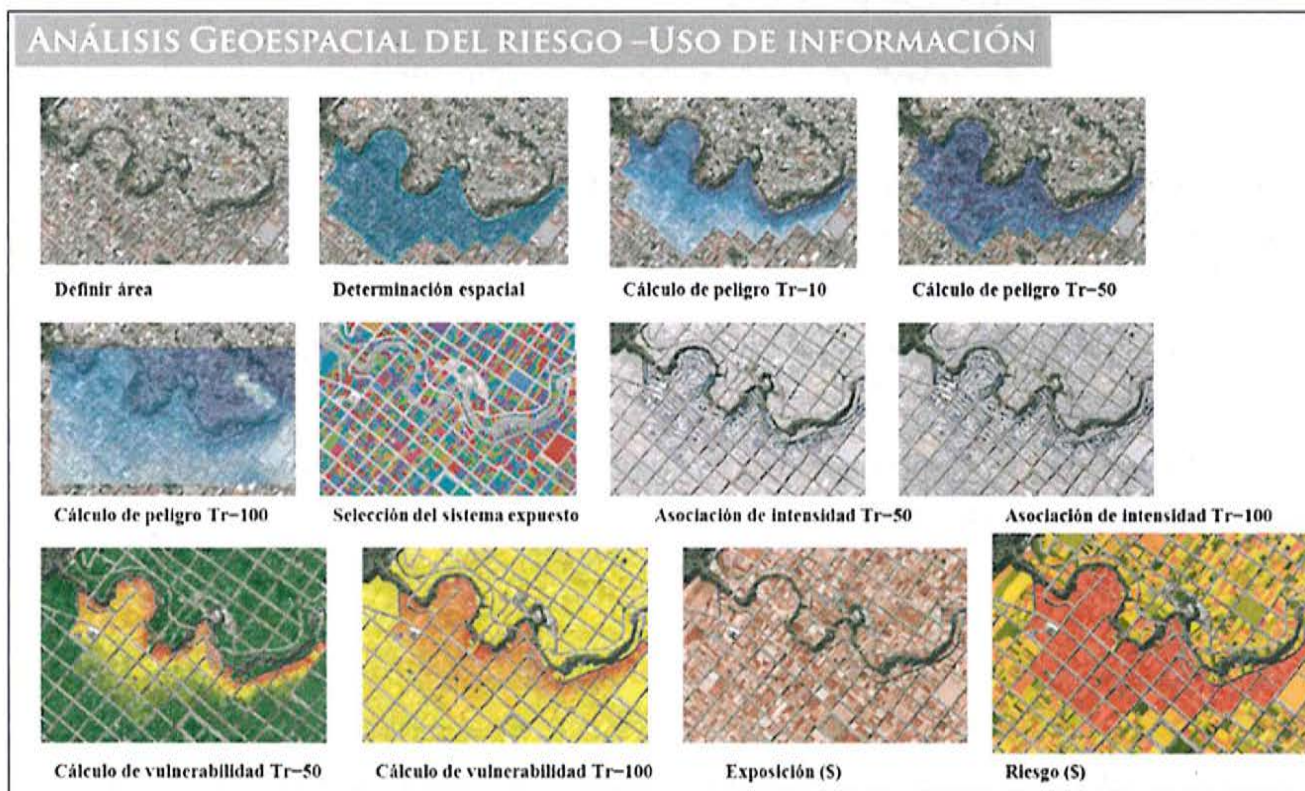 ANÁLISIS GEOESPACIAL DEL RIESGO –USO DE INFORMACIÓN
Definir área
Determinación espacial
Cálculo de peligro Tr=10
Cálculo de peligro Tr=50
Cálculo de peligro Tr=100
Selección del sistema expuesto
Asociación de intensidad Tr=50
Asociación de intensidad Tr=100
Cálculo de vulnerabilidad Tr=50
Cálculo de vulnerabilidad Tr=100
Exposición ($)
Riesgo ($)